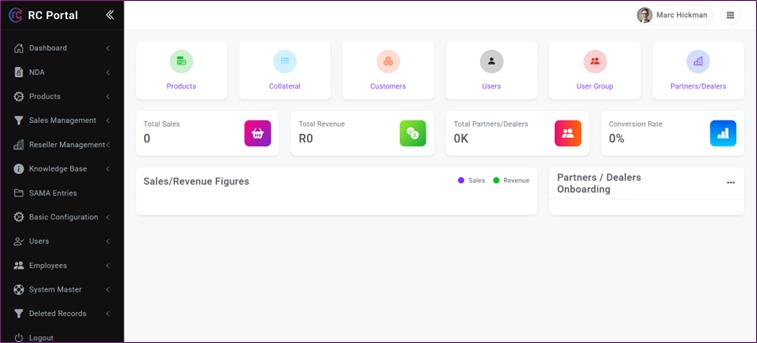 RC Portal
Marc Hickman
Dashboard
NDA
Products
Sales Management
Reseller Management
Knowledge Base
SAMA Entries
Basic Configuration
Users
Employees
System Master
Deleted Records
Logout
Products
Collateral
Customers
Users
User Group
Partners/Dealers
Total Sales
0
Total Revenue
R0
Total Partners/Dealers
0K
Conversion Rate
0%
Sales/Revenue Figures
Sales
Revenue
Partners / Dealers
Onboarding